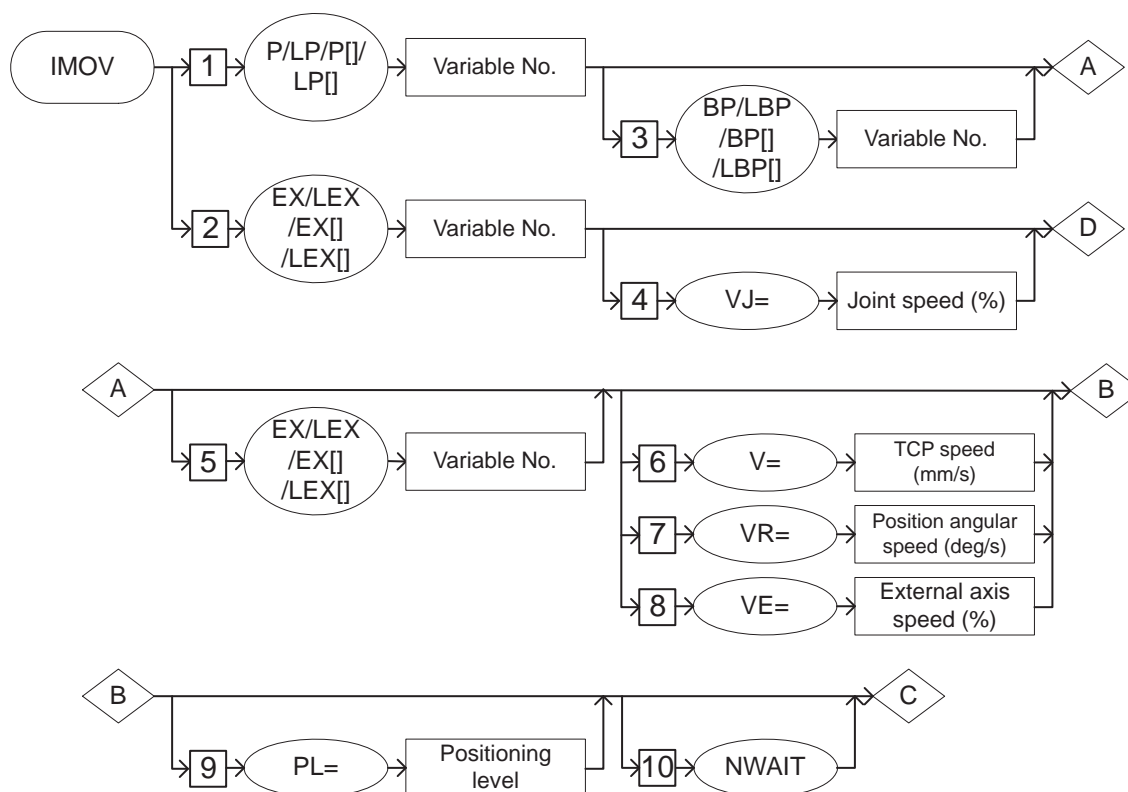 IMOV
1
P/LP/P[]/
LP[]
Variable No.
A
3
BP/LBP
/BP[]
/LBP[]
Variable No.
2
EX/LEX
/EX[]
/LEX[]
Variable No.
D
4
VJ=
Joint speed (%)
A
B
5
EX/LEX
/EX[]
/LEX[]
Variable No.
6
V=
TCP speed
(mm/s)
7
VR=
Position angular
speed (deg/s)
8
VE=
External axis
speed (%)
B
C
9
PL=
Positioning
level
10
NWAIT